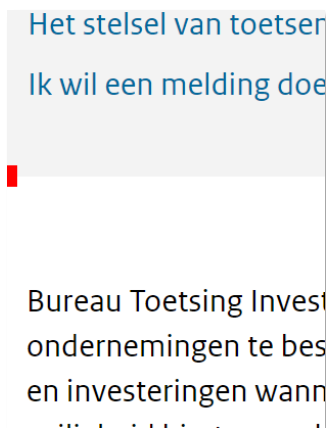 Het stelsel van toetsen
Ik wil een melding doe
Bureau Toetsing Invest
ondernemingen te bes
en investeringen wann